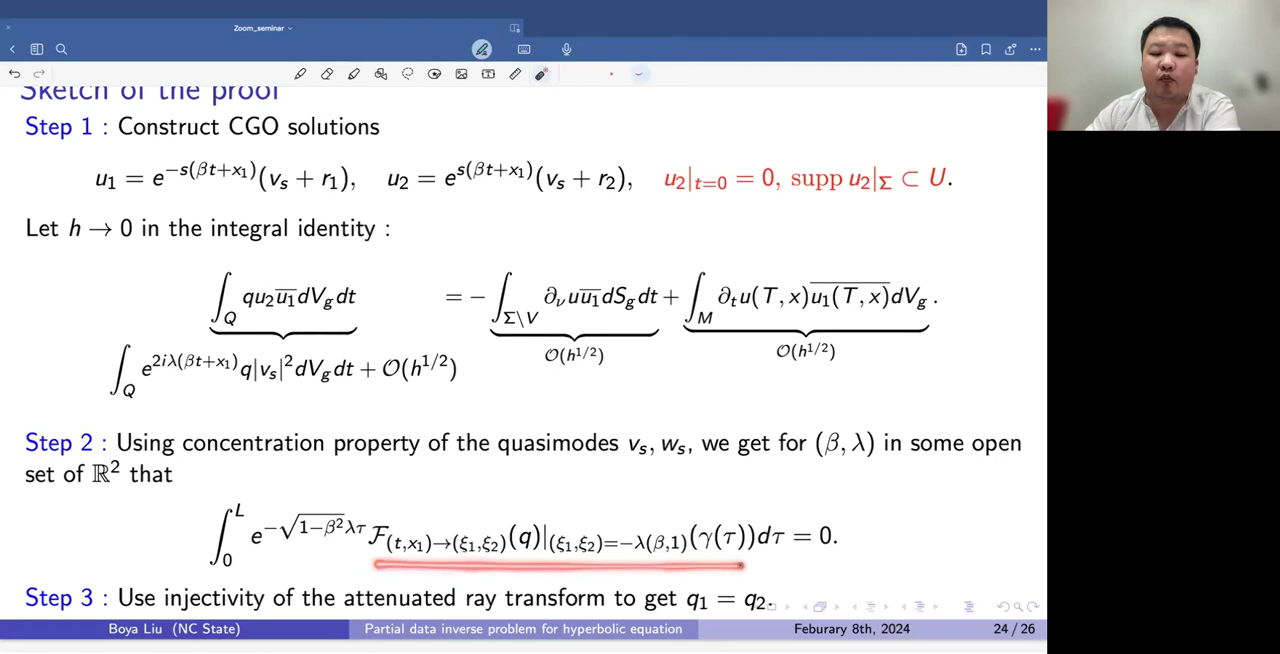 Zoom_seminar
Sketch of the proof
Step 1 : Construct CGO solutions
u₁ = e^{−s(βt+x₁)}(v_s + r₁), u₂ = e^{s(βt+x₁)}(v_s + r₂), u₂|_{t=0} = 0, supp u₂|_Σ ⊂ U.
Let h → 0 in the integral identity :
∫_Q qu₂\overline{u₁}dV_g dt = − ∫_{Σ\V} ∂_ν u\overline{u₁}dS_g dt + ∫_M ∂_t u(T, x)\overline{u₁(T, x)}dV_g .
𝒪(h^{1/2}) 𝒪(h^{1/2})
∫_Q e^{2iλ(βt+x₁)}q|v_s|²dV_g dt + 𝒪(h^{1/2})
Step 2 : Using concentration property of the quasimodes v_s, w_s, we get for (β, λ) in some open
set of ℝ² that
∫_0^L e^{−√(1−β²)λτ} ℱ_{(t,x₁)→(ξ₁,ξ₂)}(q)|_{(ξ₁,ξ₂)=−λ(β,1)}(γ(τ))dτ = 0.
Step 3 : Use injectivity of the attenuated ray transform to get q₁ = q₂.
Boya Liu (NC State) Partial data inverse problem for hyperbolic equation Feburary 8th, 2024 24 / 26